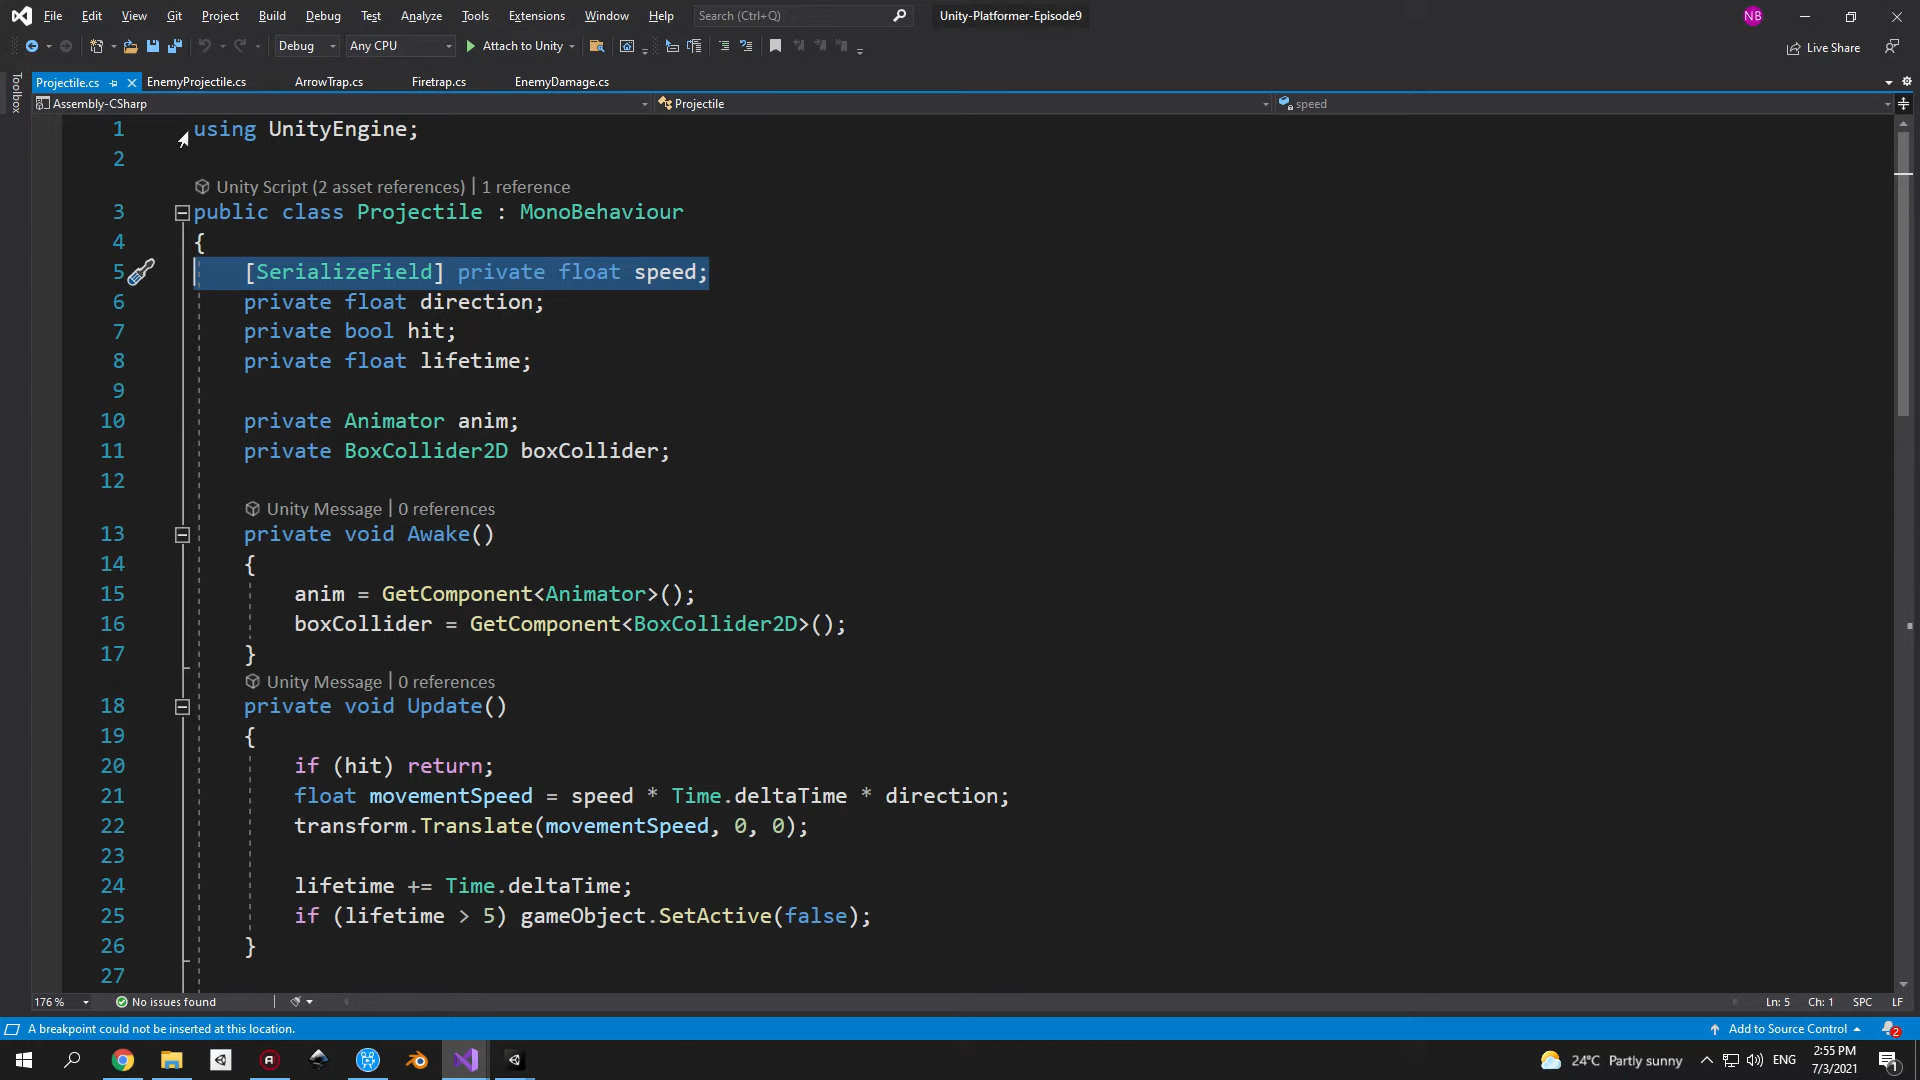 File Edit View Git Project Build Debug Test Analyze Tools Extensions Window Help Search (Ctrl+Q) Unity-Platformer-Episode9 NB
Debug Any CPU Attach to Unity Live Share
Toolbox
Projectile.cs EnemyProjectile.cs ArrowTrap.cs Firetrap.cs EnemyDamage.cs
Assembly-CSharp Projectile speed
1 using UnityEngine;
2
Unity Script (2 asset references) | 1 reference
3 public class Projectile : MonoBehaviour
4 {
5 [SerializeField] private float speed;
6 private float direction;
7 private bool hit;
8 private float lifetime;
9
10 private Animator anim;
11 private BoxCollider2D boxCollider;
12
Unity Message | 0 references
13 private void Awake()
14 {
15 anim = GetComponent<Animator>();
16 boxCollider = GetComponent<BoxCollider2D>();
17 }
Unity Message | 0 references
18 private void Update()
19 {
20 if (hit) return;
21 float movementSpeed = speed * Time.deltaTime * direction;
22 transform.Translate(movementSpeed, 0, 0);
23
24 lifetime += Time.deltaTime;
25 if (lifetime > 5) gameObject.SetActive(false);
26 }
27
176 % No issues found Ln: 5 Ch: 1 SPC LF
A breakpoint could not be inserted at this location. Add to Source Control 2
24°C Partly sunny ENG 2:55 PM
7/3/2021 1